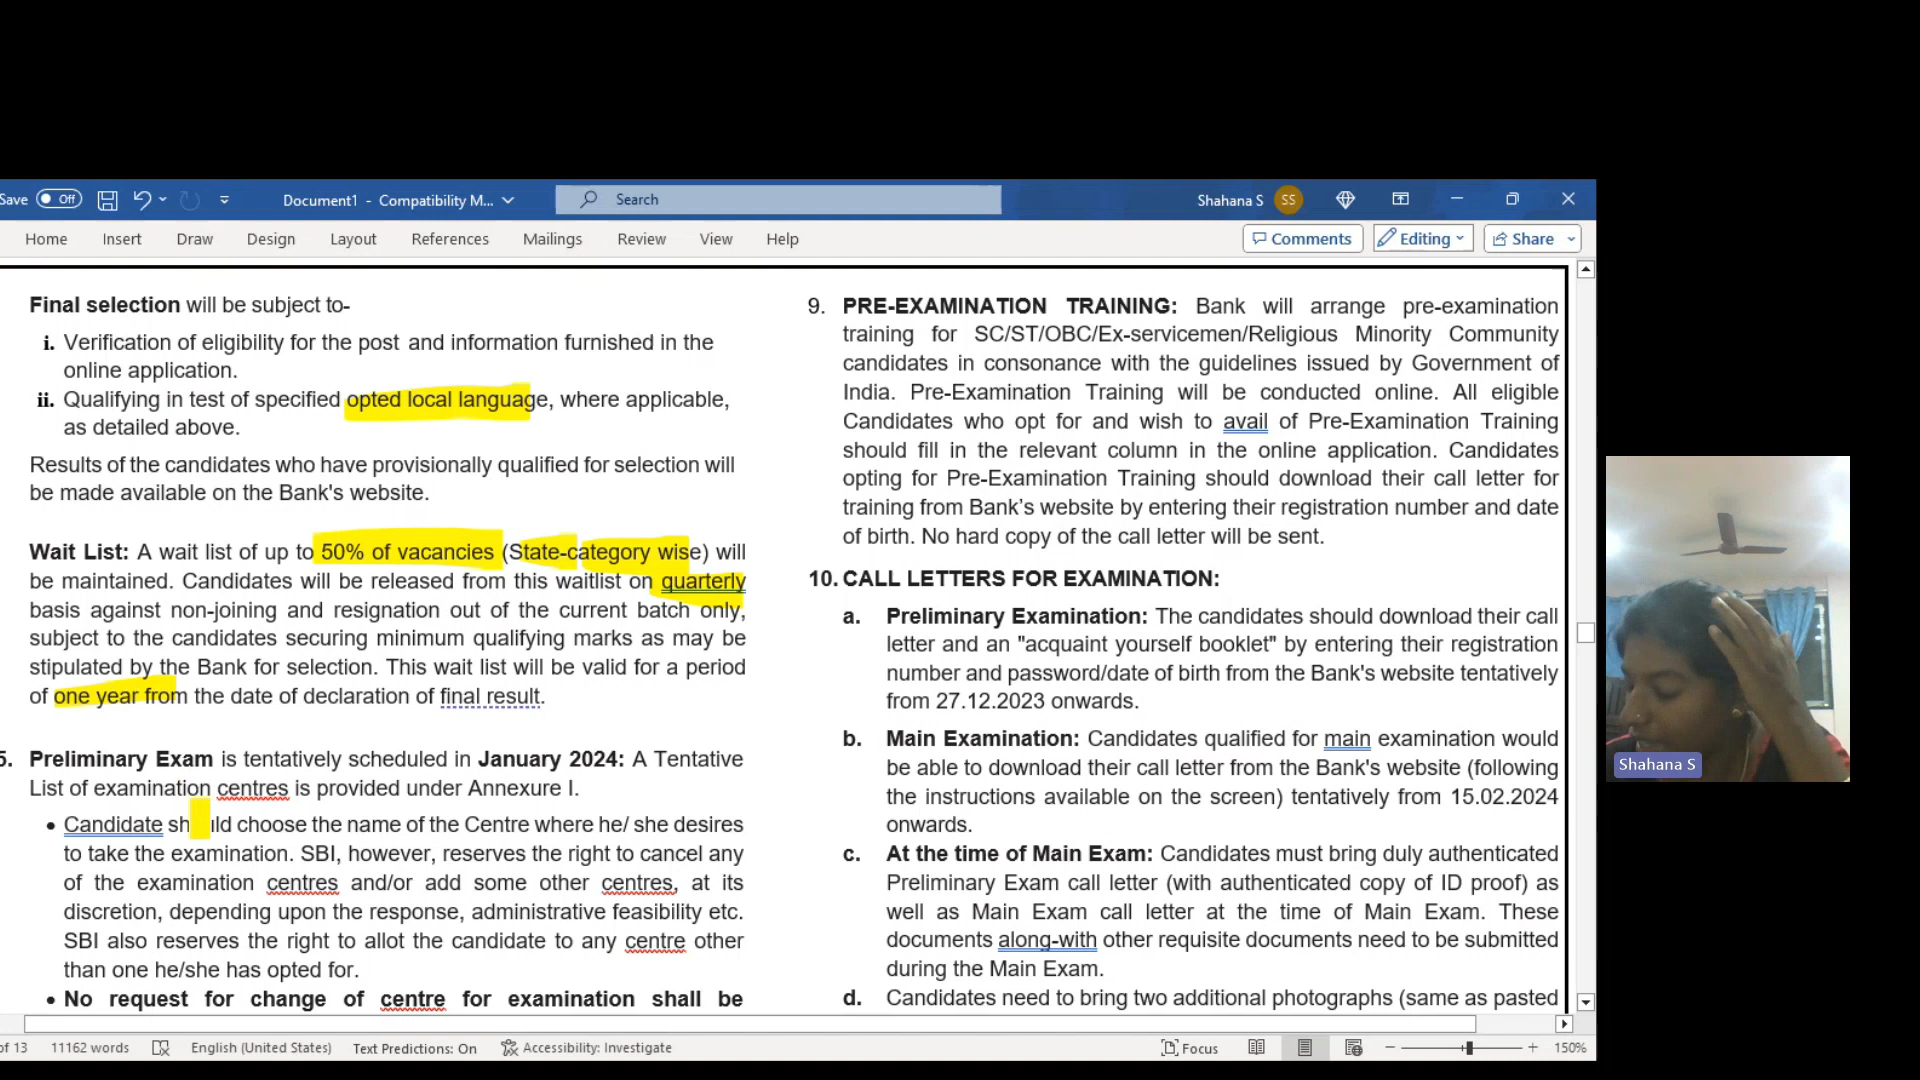 Save Off Document1 - Compatibility M... Search Shahana S SS
Home Insert Draw Design Layout References Mailings Review View Help Comments Editing Share
Final selection will be subject to-
i. Verification of eligibility for the post and information furnished in the
online application.
ii. Qualifying in test of specified opted local language, where applicable,
as detailed above.
Results of the candidates who have provisionally qualified for selection will
be made available on the Bank's website.
Wait List: A wait list of up to 50% of vacancies (State-category wise) will
be maintained. Candidates will be released from this waitlist on quarterly
basis against non-joining and resignation out of the current batch only,
subject to the candidates securing minimum qualifying marks as may be
stipulated by the Bank for selection. This wait list will be valid for a period
of one year from the date of declaration of final result.
5. Preliminary Exam is tentatively scheduled in January 2024: A Tentative
List of examination centres is provided under Annexure I.
• Candidate sh ild choose the name of the Centre where he/ she desires
to take the examination. SBI, however, reserves the right to cancel any
of the examination centres and/or add some other centres, at its
discretion, depending upon the response, administrative feasibility etc.
SBI also reserves the right to allot the candidate to any centre other
than one he/she has opted for.
• No request for change of centre for examination shall be
9. PRE-EXAMINATION TRAINING: Bank will arrange pre-examination
training for SC/ST/OBC/Ex-servicemen/Religious Minority Community
candidates in consonance with the guidelines issued by Government of
India. Pre-Examination Training will be conducted online. All eligible
Candidates who opt for and wish to avail of Pre-Examination Training
should fill in the relevant column in the online application. Candidates
opting for Pre-Examination Training should download their call letter for
training from Bank’s website by entering their registration number and date
of birth. No hard copy of the call letter will be sent.
10. CALL LETTERS FOR EXAMINATION:
a. Preliminary Examination: The candidates should download their call
letter and an "acquaint yourself booklet" by entering their registration
number and password/date of birth from the Bank's website tentatively
from 27.12.2023 onwards.
b. Main Examination: Candidates qualified for main examination would
be able to download their call letter from the Bank's website (following
the instructions available on the screen) tentatively from 15.02.2024
onwards.
c. At the time of Main Exam: Candidates must bring duly authenticated
Preliminary Exam call letter (with authenticated copy of ID proof) as
well as Main Exam call letter at the time of Main Exam. These
documents along-with other requisite documents need to be submitted
during the Main Exam.
d. Candidates need to bring two additional photographs (same as pasted
Shahana S
of 13 11162 words English (United States) Text Predictions: On Accessibility: Investigate Focus 150%